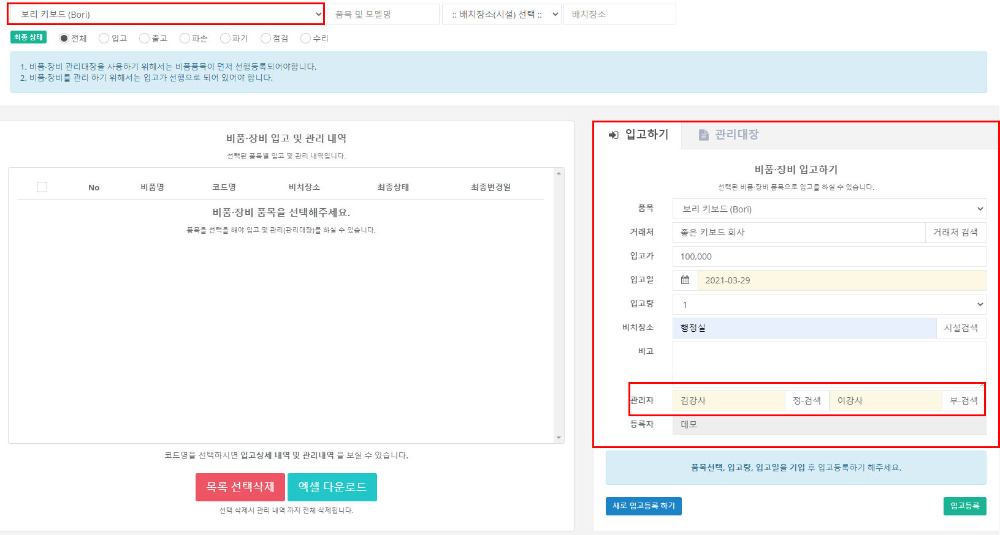 보리 키보드 (Bori) 품목 및 모델명 :: 배치장소(시설) 선택 :: 배치장소
최종 상태 전체 입고 출고 파손 파기 점검 수리
1. 비품·장비 관리대장을 사용하기 위해서는 비품품목이 먼저 선행등록되어야합니다.
2. 비품·장비를 관리 하기 위해서는 입고가 선행으로 되어 있어야 합니다.
비품·장비 입고 및 관리 내역
선택된 품목별 입고 및 관리 내역입니다.
No 비품명 코드명 비치장소 최종상태 최종변경일
비품·장비 품목을 선택해주세요.
품목을 선택을 해야 입고 및 관리(관리대장)를 하실 수 있습니다.
코드명을 선택하시면 입고상세 내역 및 관리내역 을 보실 수 있습니다.
목록 선택삭제 엑셀 다운로드
선택 삭제시 관리 내역 까지 전체 삭제됩니다.
입고하기 관리대장
비품·장비 입고하기
선택된 비품·장비 품목으로 입고를 하실 수 있습니다.
품목 보리 키보드 (Bori)
거래처 좋은 키보드 회사 거래처 검색
입고가 100,000
입고일 2021-03-29
입고량 1
비치장소 행정실 시설검색
비고
관리자 김강사 정-검색 이강사 부-검색
등록자 데모
품목선택, 입고량, 입고일을 기입 후 입고등록하기 해주세요.
새로 입고등록 하기 입고등록